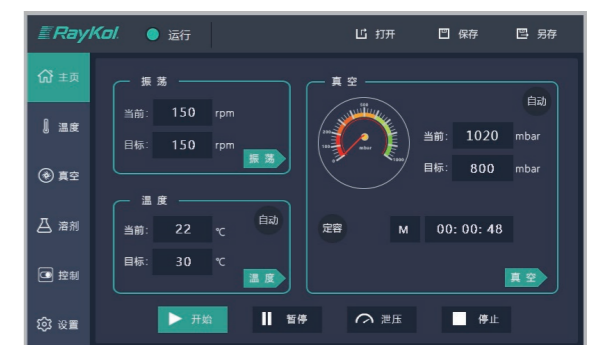 RayKol 运行 打开 保存 另存
主页
温度
真空
溶剂
控制
设置
振荡
当前: 150 rpm
目标: 150 rpm
振荡
温度
自动
当前: 22 ℃
目标: 30 ℃
温度
真空
自动
mbar
当前: 1020 mbar
目标: 800 mbar
定容 M 00: 00: 48
真空
开始 暂停 泄压 停止